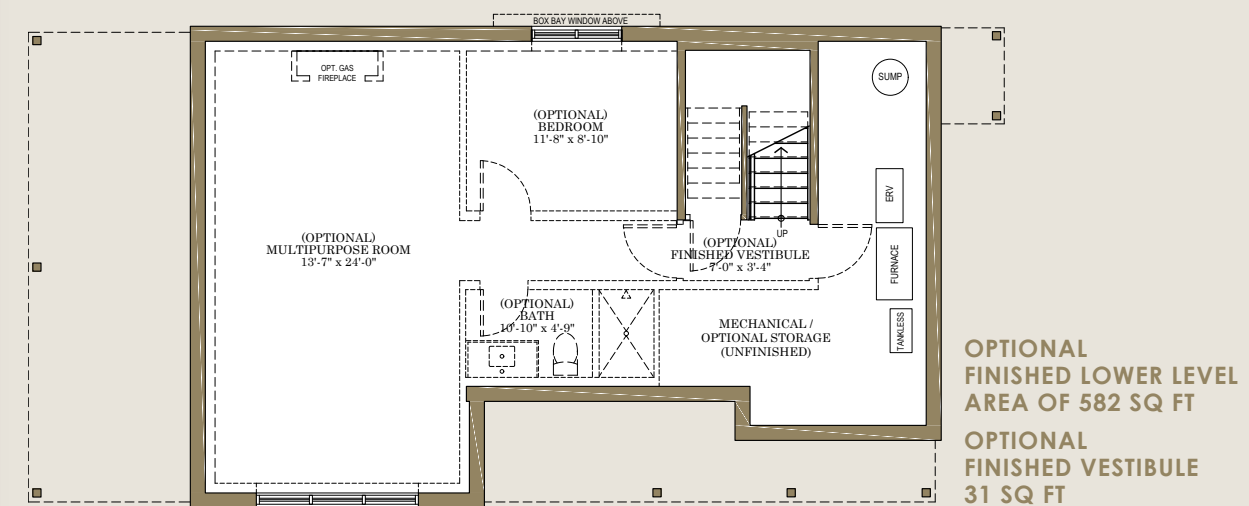 BOX BAY WINDOW ABOVE
OPT. GAS
FIREPLACE
(OPTIONAL)
BEDROOM
11'-8" x 8'-10"
SUMP
ERV
FURNACE
TANKLESS
UP
(OPTIONAL)
MULTIPURPOSE ROOM
13'-7" x 24'-0"
(OPTIONAL)
FINISHED VESTIBULE
7'-0" x 3'-4"
(OPTIONAL)
BATH
10'-10" x 4'-9"
MECHANICAL /
OPTIONAL STORAGE
(UNFINISHED)
OPTIONAL
FINISHED LOWER LEVEL
AREA OF 582 SQ FT
OPTIONAL
FINISHED VESTIBULE
31 SQ FT